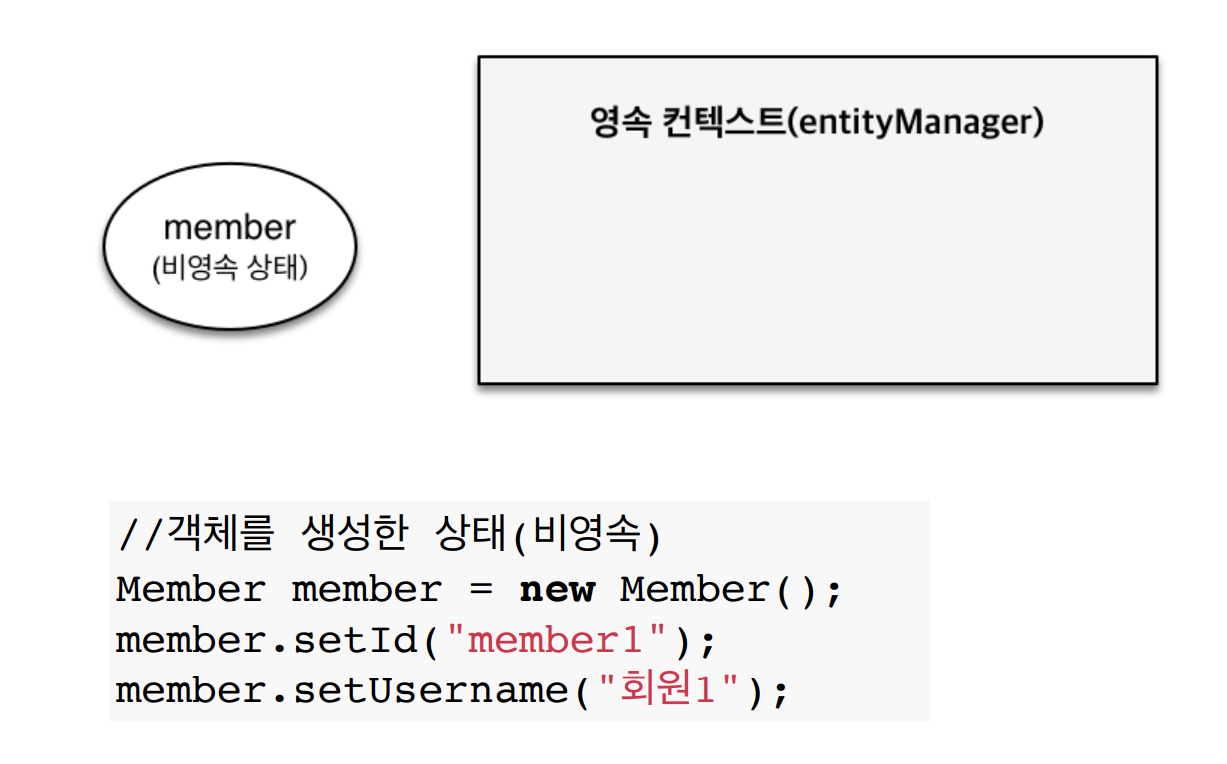 영속 컨텍스트(entityManager)
member
(비영속 상태)
//객체를 생성한 상태(비영속)
Member member = new Member();
member.setId("member1");
member.setUsername("회원1");